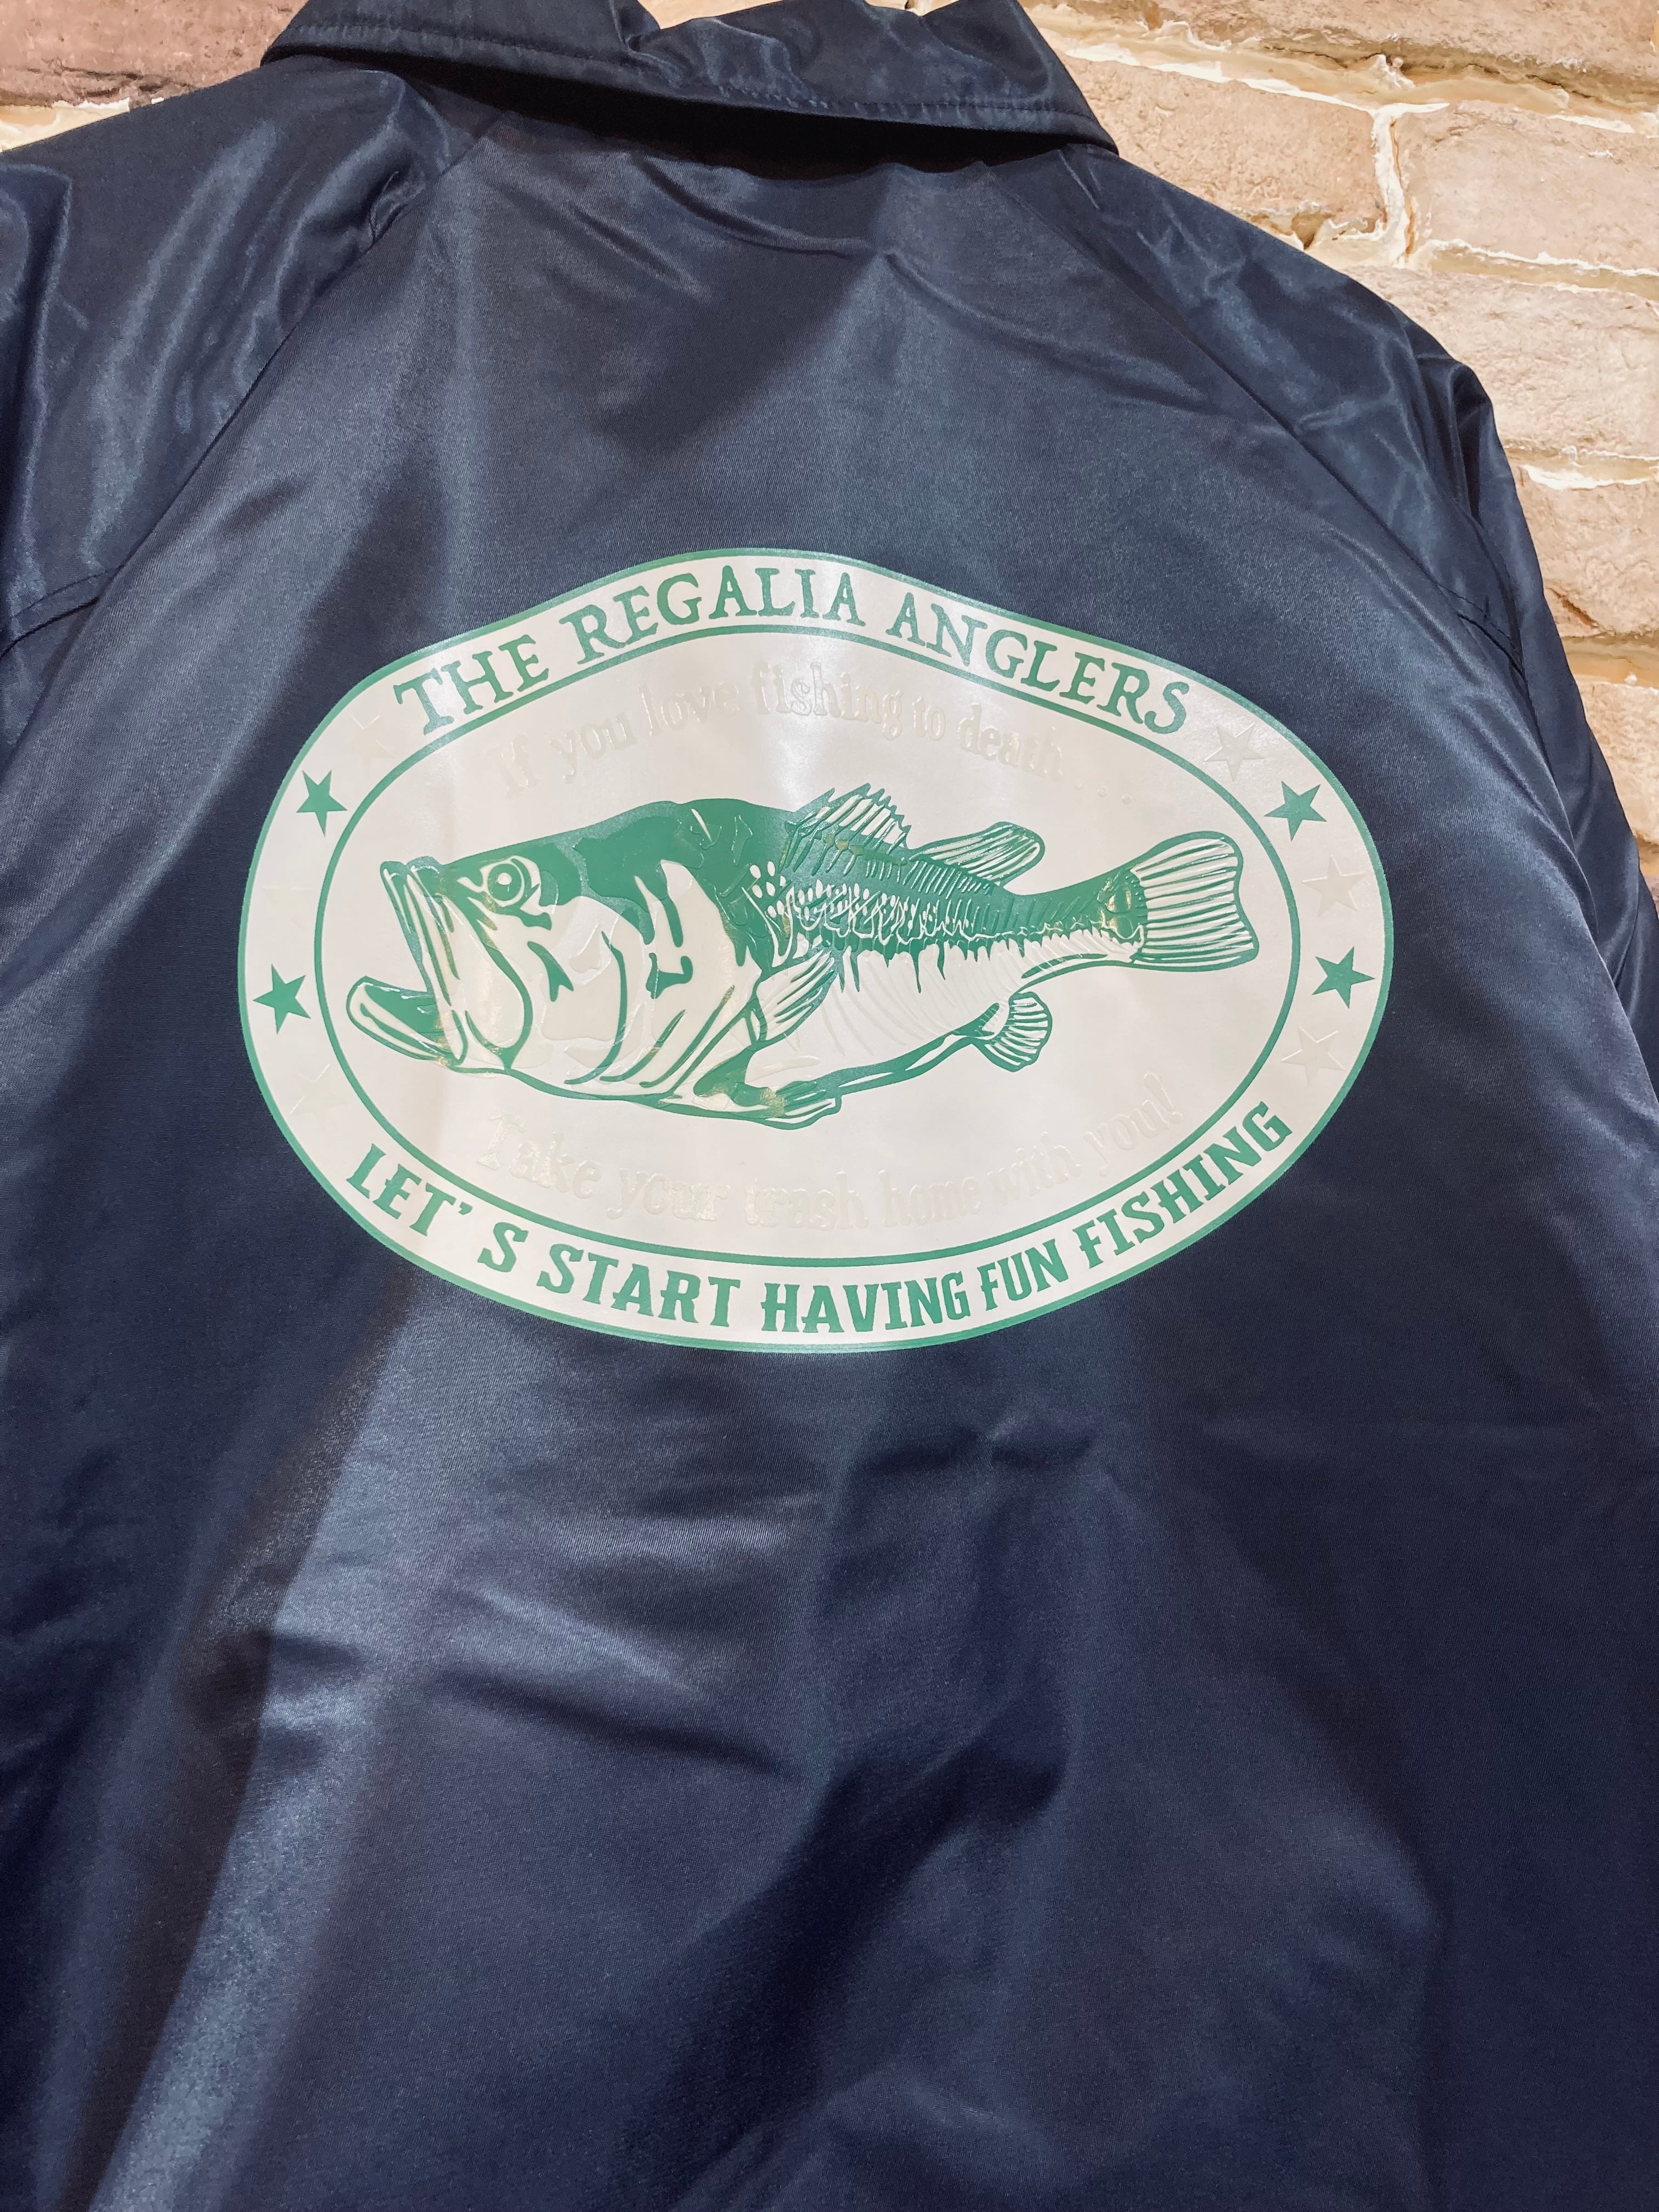 THE REGALIA ANGLERS
If you love fishing to death . . .
Take your trash home with you!
LET' S START HAVING FUN FISHING